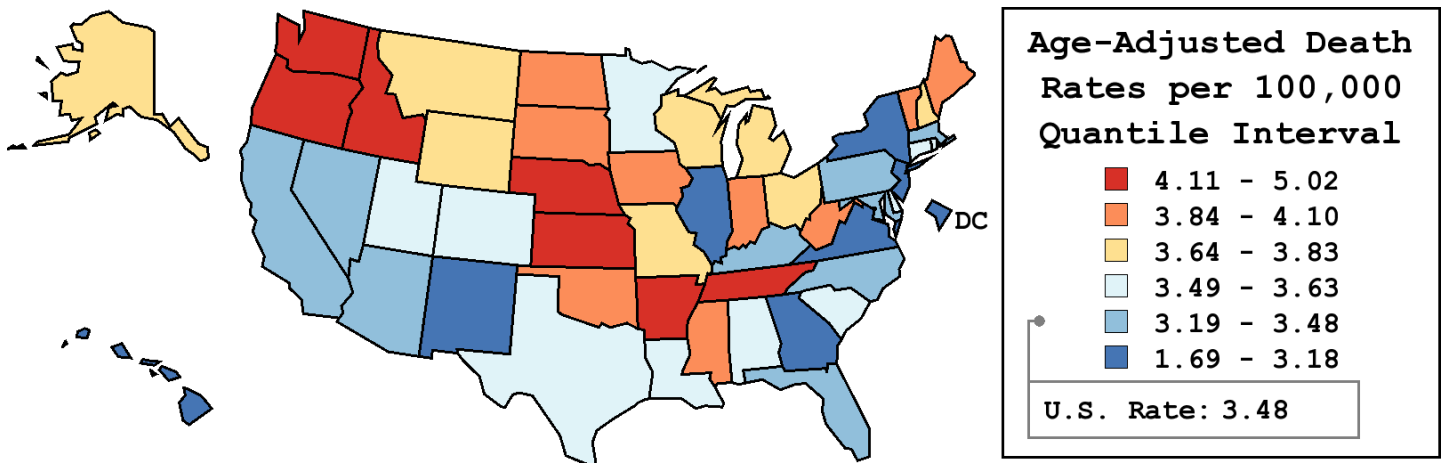 Age-Adjusted Death
Rates per 100,000
Quantile Interval
4.11 - 5.02
3.84 - 4.10
DC
3.64 - 3.83
3.49 - 3.63
3.19 - 3.48
1.69 - 3.18
U.S. Rate: 3.48